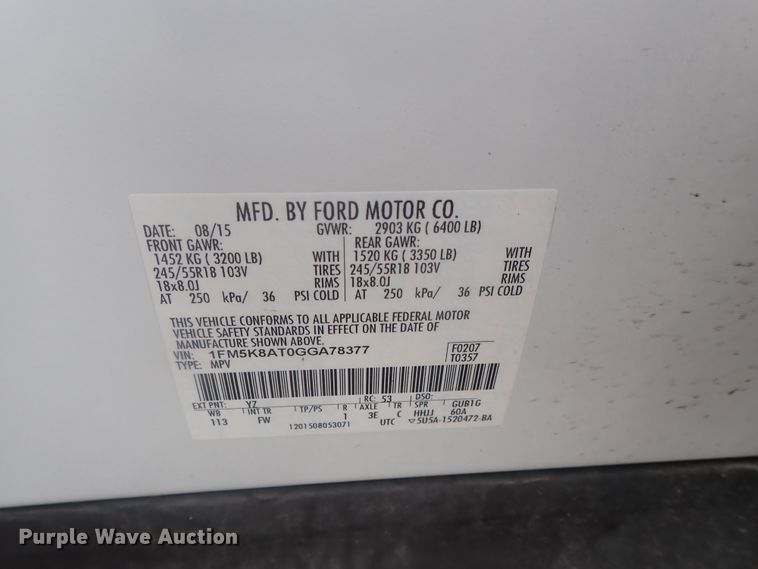 MFD. BY FORD MOTOR CO.
DATE: 08/15 GVWR: 2903 KG ( 6400 LB)
FRONT GAWR: REAR GAWR:
1452 KG ( 3200 LB) WITH 1520 KG ( 3350 LB) WITH
245/55R18 103V TIRES 245/55R18 103V TIRES
18x8.0J RIMS 18x8.0J RIMS
AT 250 kPa/ 36 PSI COLD AT 250 kPa/ 36 PSI COLD
THIS VEHICLE CONFORMS TO ALL APPLICABLE FEDERAL MOTOR
VEHICLE SAFETY STANDARDS IN EFFECT ON THE DATE OF
MANUFACTURE SHOWN ABOVE.
VIN: 1FM5K8AT0GGA78377 F0207
TYPE: MPV T0357
EXT PNT: YZ RC: 53 DSO:
WB INT TR TP/PS R AXLE TR SPR GUB1G
113 FW 1 3E C HHJJ 60A
1201508053071 UTC ▽5U5A-1520472-BA
Purple Wave Auction